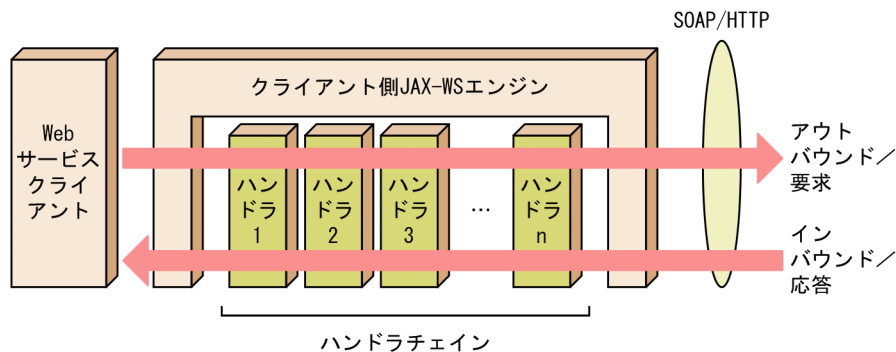 SOAP/HTTP
クライアント側JAX-WSエンジン
Web
サービス
クライ
アント
ハン
ドラ
1
ハン
ドラ
2
ハン
ドラ
3
…
ハン
ドラ
n
アウト
バウンド／
要求
イン
バウンド／
応答
ハンドラチェイン